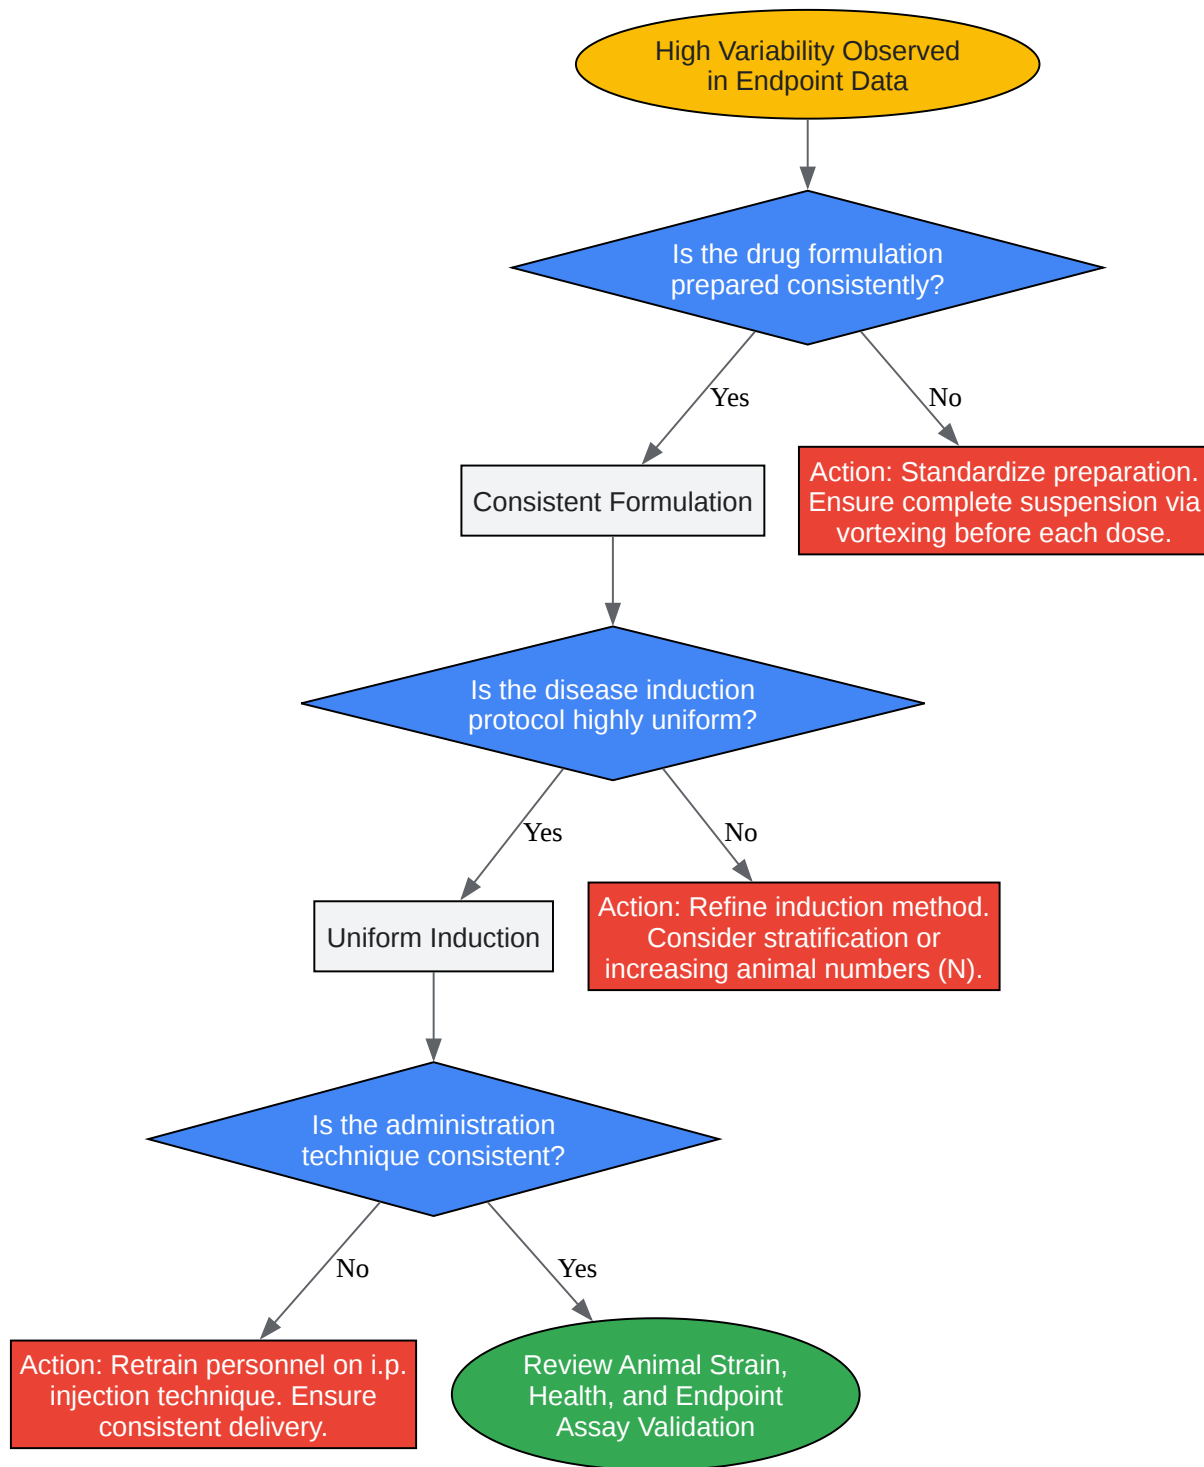 High Variability Observed
in Endpoint Data
Is the drug formulation
prepared consistently?
Yes
No
Consistent Formulation
Action: Standardize preparation.
Ensure complete suspension via
vortexing before each dose.
Is the disease induction
protocol highly uniform?
Yes
No
Uniform Induction
Action: Refine induction method.
Consider stratification or
increasing animal numbers (N).
Is the administration
technique consistent?
No
Yes
Action: Retrain personnel on i.p.
injection technique. Ensure
consistent delivery.
Review Animal Strain,
Health, and Endpoint
Assay Validation